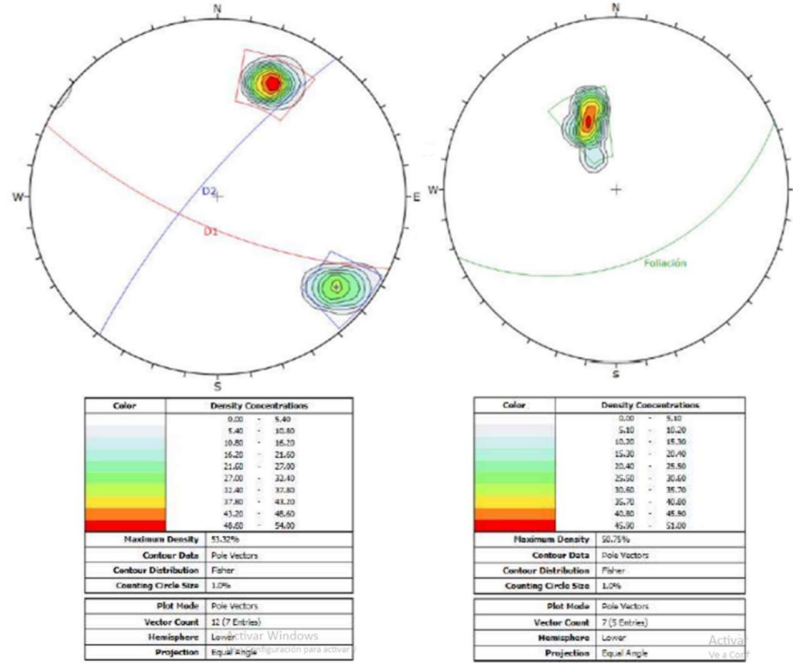 N
W
E
S
D2
D1
N
W
S
Foliación
Color Density Concentrations
0.00 - 5.40
5.40 - 10.80
10.80 - 16.20
16.20 - 21.60
21.60 - 27.00
27.00 - 32.40
32.40 - 37.80
37.80 - 43.20
43.20 - 48.60
48.60 - 54.00
Maximum Density 53.32%
Contour Data Pole Vectors
Contour Distribution Fisher
Counting Circle Size 1.0%
Plot Mode Pole Vectors
Vector Count 12 (7 Entries)
Hemisphere Lower
Projection Equal Angle
Activar Windows
configuración para activar
Color Density Concentrations
0.00 - 5.10
5.10 - 10.20
10.20 - 15.30
15.30 - 20.40
20.40 - 25.50
25.50 - 30.60
30.60 - 35.70
35.70 - 40.80
40.80 - 45.90
45.90 - 51.00
Maximum Density 50.75%
Contour Data Pole Vectors
Contour Distribution Fisher
Counting Circle Size 1.0%
Plot Mode Pole Vectors
Vector Count 7 (5 Entries)
Hemisphere Lower
Projection Equal Angle
Activar
Ve a Conf